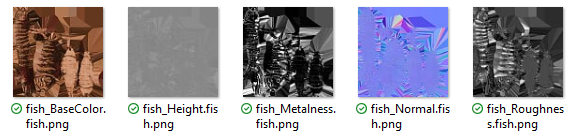 fish_BaseColor.
fish.png
fish_Height.fis
h.png
fish_Metalness.
fish.png
fish_Normal.fis
h.png
fish_Roughnes
s.fish.png